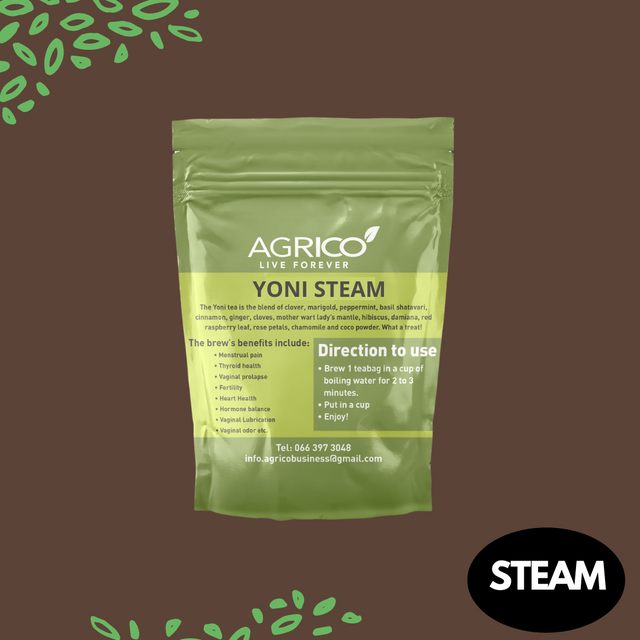 AGRICO
LIVE FOREVER
YONI STEAM
The Yoni tea is the blend of clover, marigold, peppermint, basil shatavari,
cinnamon, ginger, cloves, mother wart lady's mantle, hibiscus, damiana, red
raspberry leaf, rose petals, chamomile and coco powder. What a treat!
The brew's benefits include:
• Menstrual pain
• Thyroid health
• Vaginal prolapse
• Fertility
• Heart Health
• Hormone balance
• Vaginal Lubrication
• Vaginal odor etc.
Direction to use
• Brew 1 teabag in a cup of
boiling water for 2 to 3
minutes.
• Put in a cup
• Enjoy!
Tel: 066 397 3048
info.agricobusiness@gmail.com
STEAM